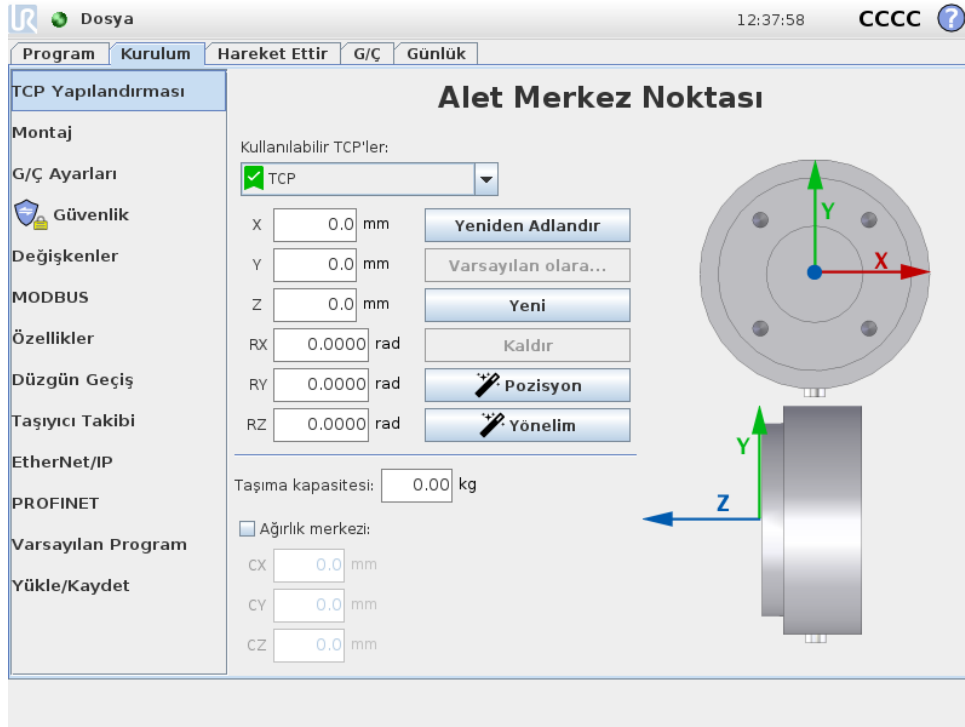 UR Dosya 12:37:58 CCCC ?
Program Kurulum Hareket Ettir G/Ç Günlük
TCP Yapılandırması
Montaj
G/Ç Ayarları
Güvenlik
Değişkenler
MODBUS
Özellikler
Düzgün Geçiş
Taşıyıcı Takibi
EtherNet/IP
PROFINET
Varsayılan Program
Yükle/Kaydet
Alet Merkez Noktası
Kullanılabilir TCP'ler:
TCP
X 0.0 mm Yeniden Adlandır
Y 0.0 mm Varsayılan olara...
Z 0.0 mm Yeni
RX 0.0000 rad Kaldır
RY 0.0000 rad Pozisyon
RZ 0.0000 rad Yönelim
Taşıma kapasitesi: 0.00 kg
Ağırlık merkezi:
CX 0.0 mm
CY 0.0 mm
CZ 0.0 mm
Y
X
Y
Z